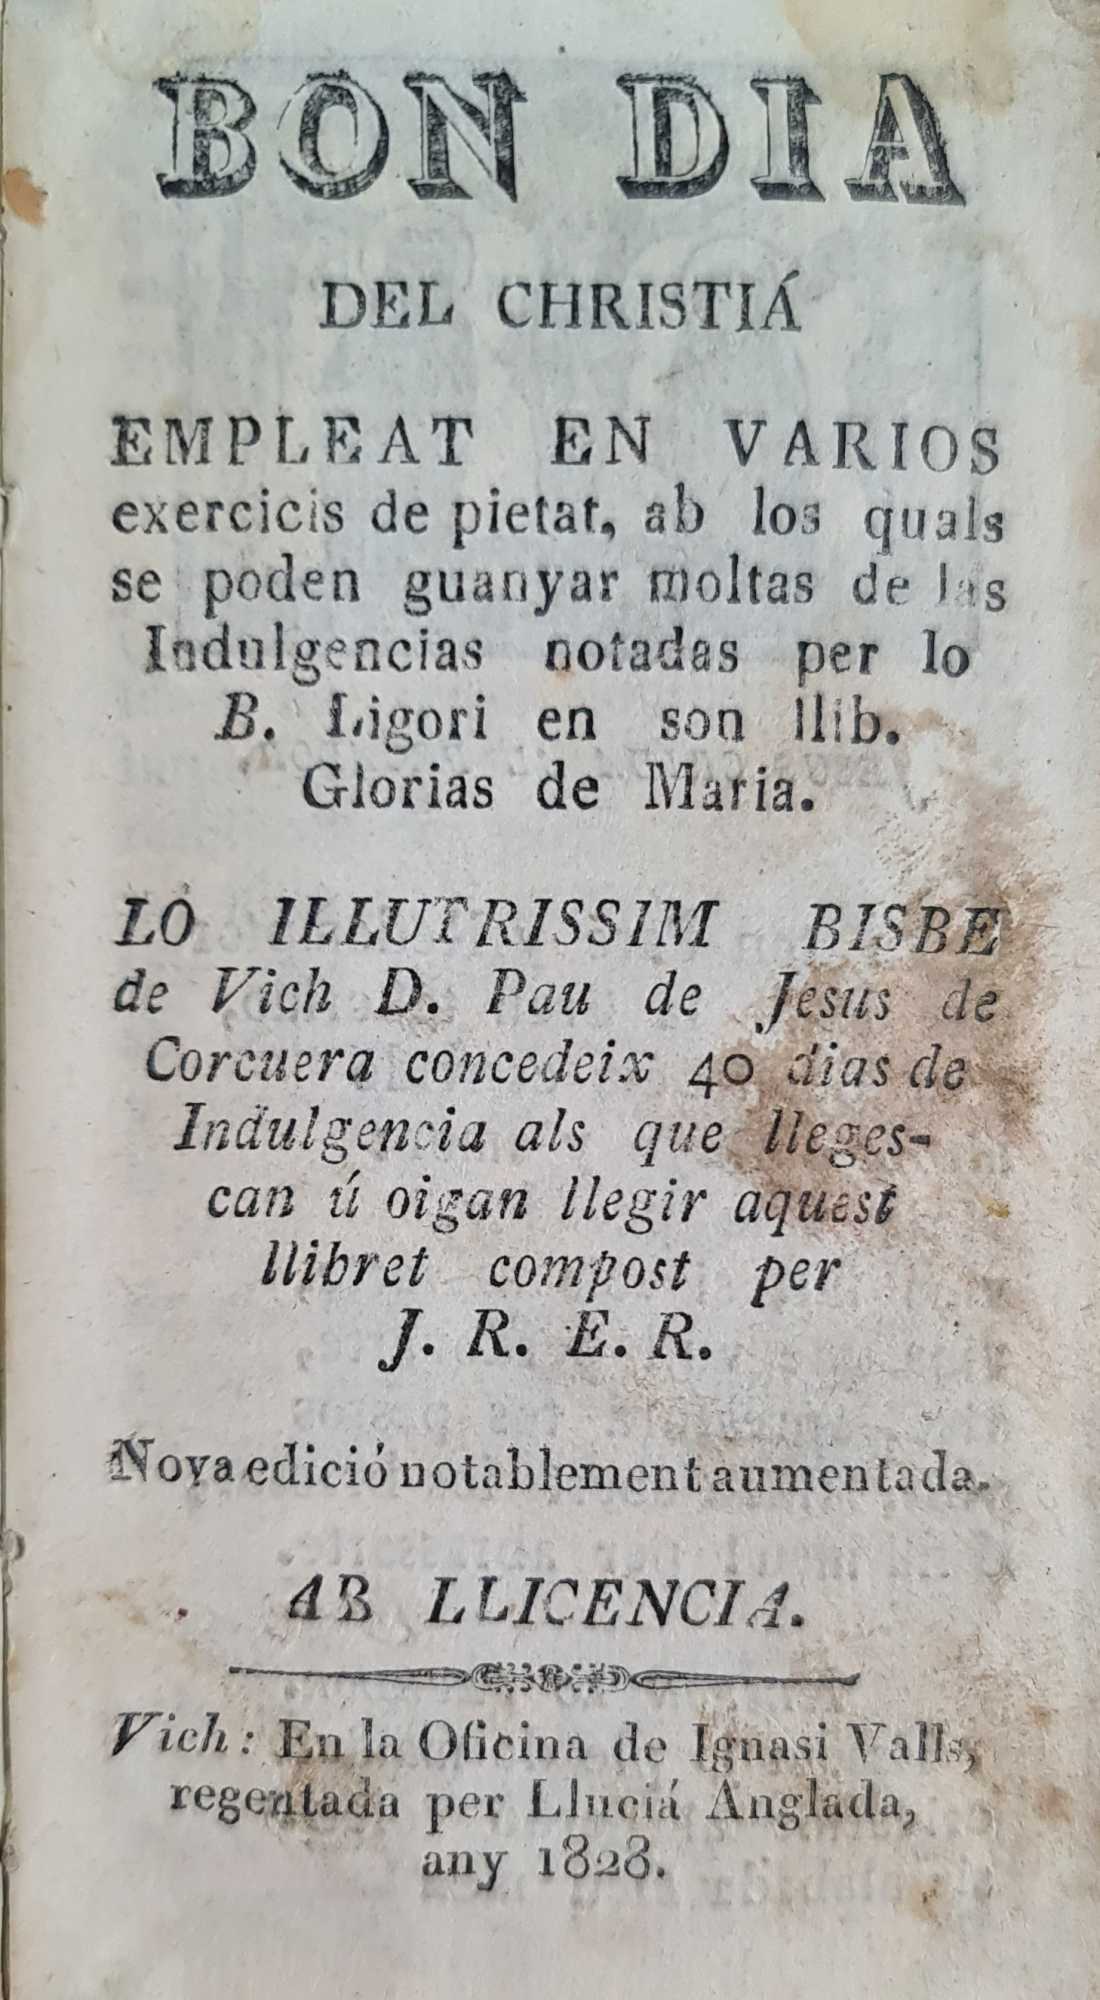 BON DIA
DEL CHRISTIÁ
EMPLEAT EN VARIOS
exercicis de pietat, ab los quals
se poden guanyar moltas de las
Indulgencias notadas per lo
B. Ligori en son llib.
Glorias de Maria.
LO ILLUTRISSIM BISBE
de Vich D. Pau de Jesus de
Corcuera concedeix 40 dias de
Indulgencia als que lleges-
can ú oigan llegir aquest
llibret compost per
J. R. E. R.
Nova edició notablement aumentada.
AB LLICENCIA.
Vich: En la Oficina de Ignasi Valls,
regentada per Lluciá Anglada,
any 1828.